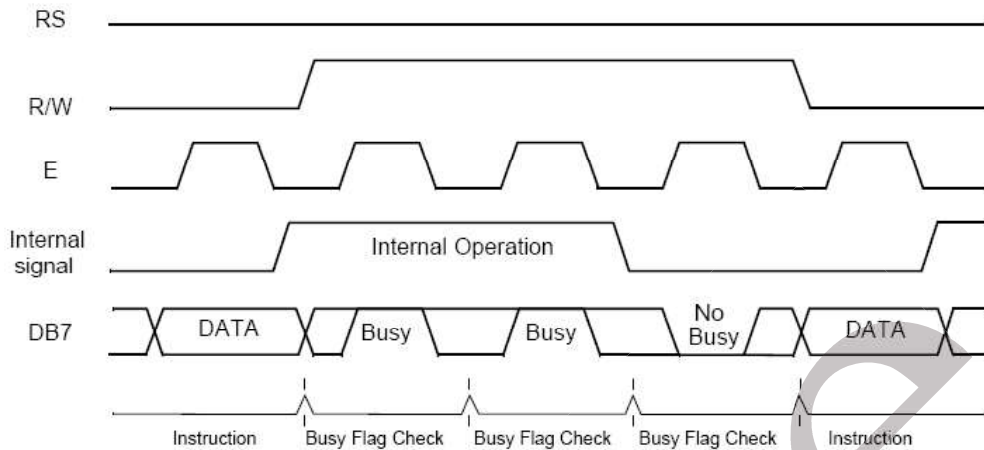 RS
R/W
E
Internal
signal
Internal Operation
DB7
DATA
Busy
Busy
No
Busy
DATA
Instruction
Busy Flag Check
Busy Flag Check
Busy Flag Check
Instruction